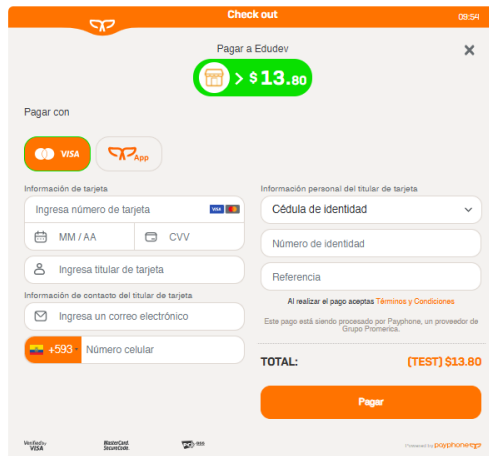 Check out
09:54
Pagar a Edudev
> $13.80
Pagar con
VISA
App
Información de tarjeta
Ingresa número de tarjeta
VISA
MM / AA
CVV
Ingresa titular de tarjeta
Información de contacto del titular de tarjeta
Ingresa un correo electrónico
+593
Número celular
Información personal del titular de tarjeta
Cédula de identidad
Número de identidad
Referencia
Al realizar el pago aceptas Términos y Condiciones
Este pago está siendo procesado por Payphone, un proveedor de
Grupo Promerica.
TOTAL:
[TEST] $13.80
Pagar
Verified by
VISA
MasterCard.
SecureCode.
Powered by payphone